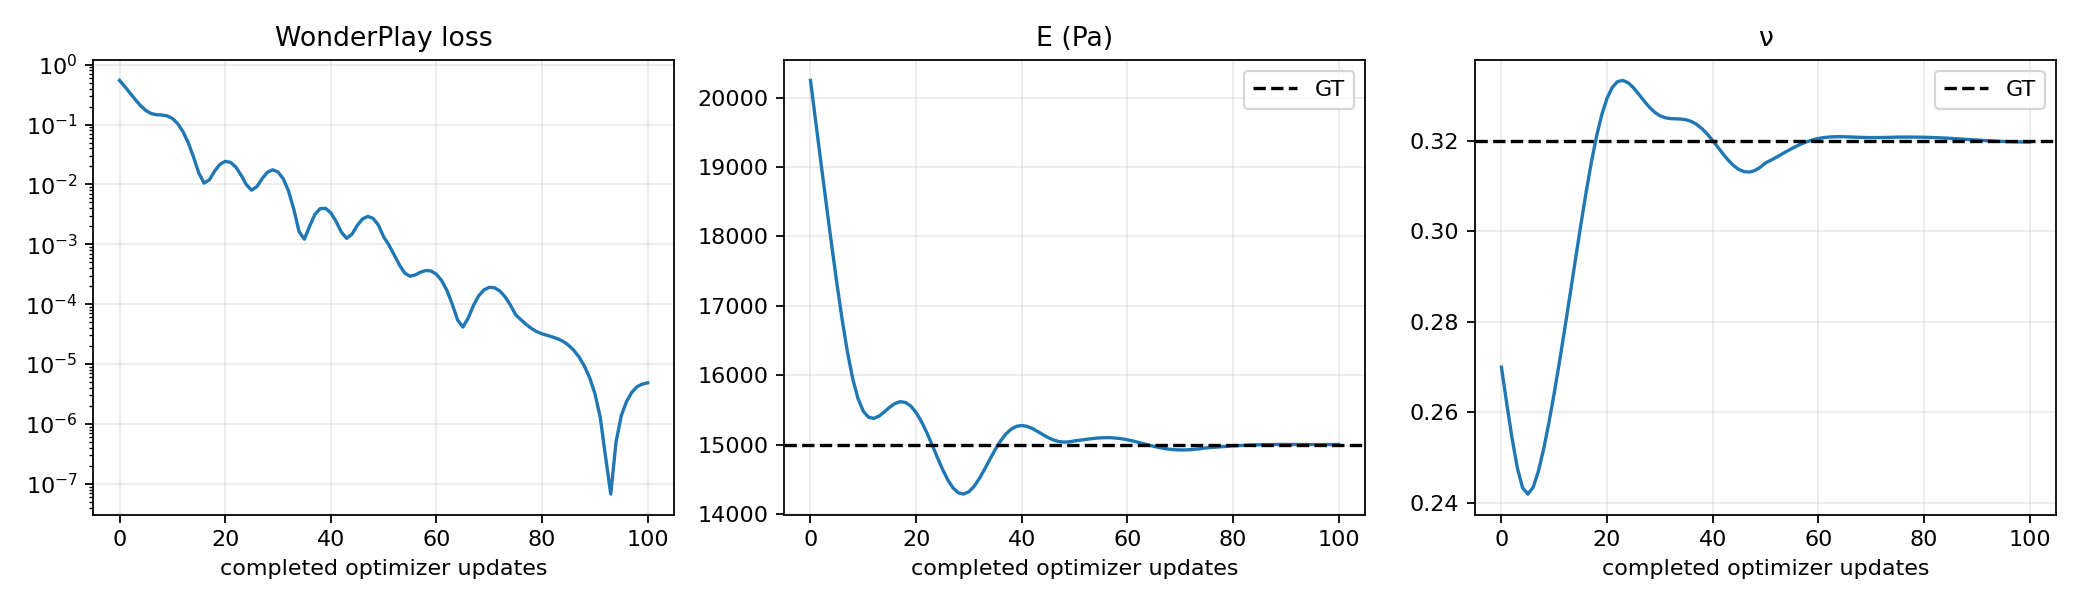 WonderPlay loss
10^0
10^-1
10^-2
10^-3
10^-4
10^-5
10^-6
10^-7
0 20 40 60 80 100
completed optimizer updates
E (Pa)
GT
20000
19000
18000
17000
16000
15000
14000
0 20 40 60 80 100
completed optimizer updates
ν
GT
0.32
0.30
0.28
0.26
0.24
0 20 40 60 80 100
completed optimizer updates